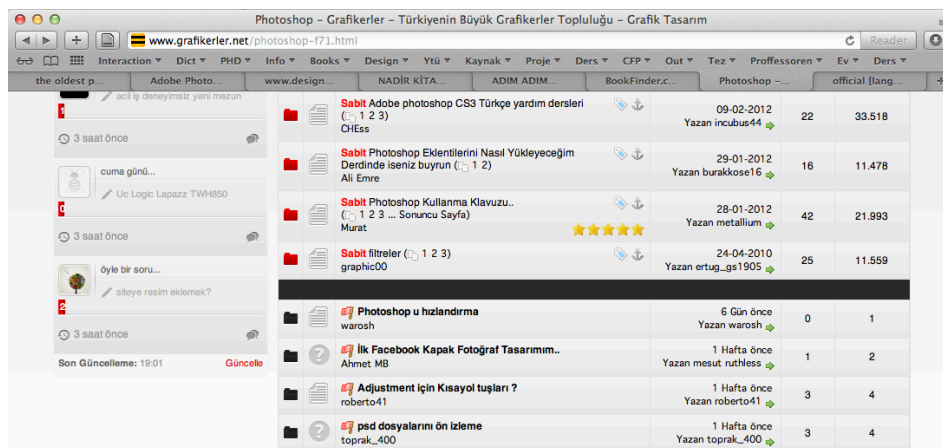 Photoshop – Grafikerler – Türkiyenin Büyük Grafikerler Topluluğu – Grafik Tasarım
www.grafikerler.net/photoshop-f71.html
Reader
Interaction Dict PHD Info Books Design Ytü Kaynak Proje Ders CFP Out Tez Proffessoren Ev Ders
the oldest p... Adobe Photo... www.design... NADİR KİTA... ADIM ADIM... BookFinder.c... Photoshop –... official [lang...
acil iş deneyimsiz yeni mezun
1
3 saat önce
cuma günü...
Uc Logic Lapazz TWH850
0
3 saat önce
öyle bir soru...
siteye resim eklemek?
2
3 saat önce
Son Güncelleme: 19:01 Güncelle
Sabit Adobe photoshop CS3 Türkçe yardım dersleri
( 1 2 3)
CHEss
09-02-2012
Yazan incubus44
22 33.518
Sabit Photoshop Eklentilerini Nasıl Yükleyeceğim
Derdinde iseniz buyrun ( 1 2)
Ali Emre
29-01-2012
Yazan burakkose16
16 11.478
Sabit Photoshop Kullanma Klavuzu..
( 1 2 3 ... Sonuncu Sayfa)
Murat
28-01-2012
Yazan metallium
42 21.993
Sabit filtreler ( 1 2 3)
graphic00
24-04-2010
Yazan ertug_gs1905
25 11.559
Photoshop u hızlandırma
warosh
6 Gün önce
Yazan warosh
0 1
İlk Facebook Kapak Fotoğraf Tasarımım..
Ahmet MB
1 Hafta önce
Yazan mesut ruthless
1 2
Adjustment için Kısayol tuşları ?
roberto41
1 Hafta önce
Yazan roberto41
3 4
psd dosyalarını ön izleme
toprak_400
1 Hafta önce
Yazan toprak_400
3 4